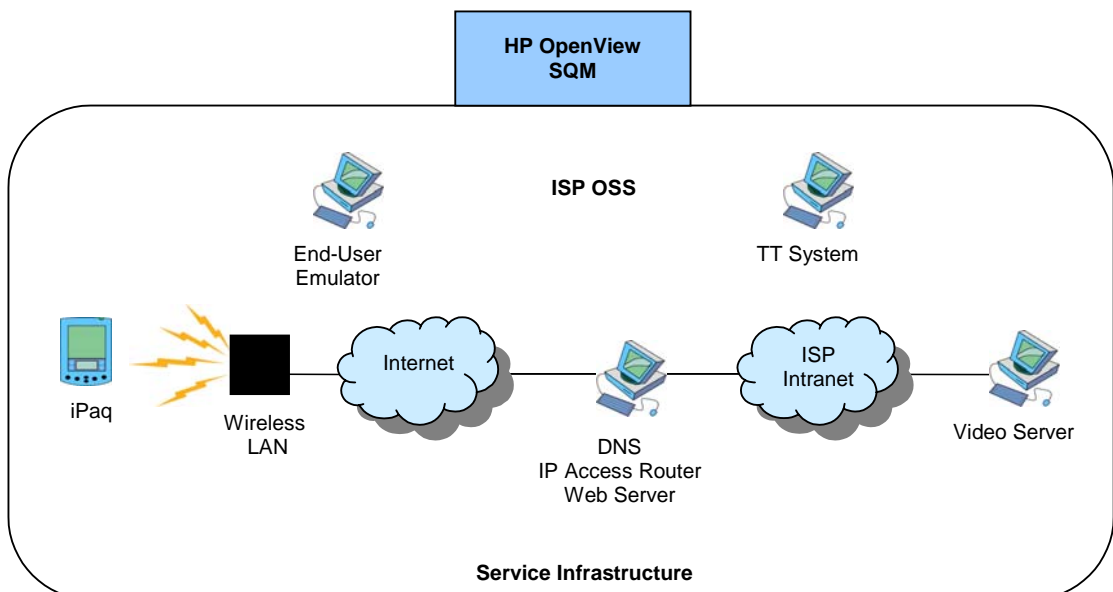 HP OpenView
SQM
ISP OSS
End-User
Emulator
TT System
Internet
ISP
Intranet
iPaq
Wireless
LAN
DNS
IP Access Router
Web Server
Video Server
Service Infrastructure